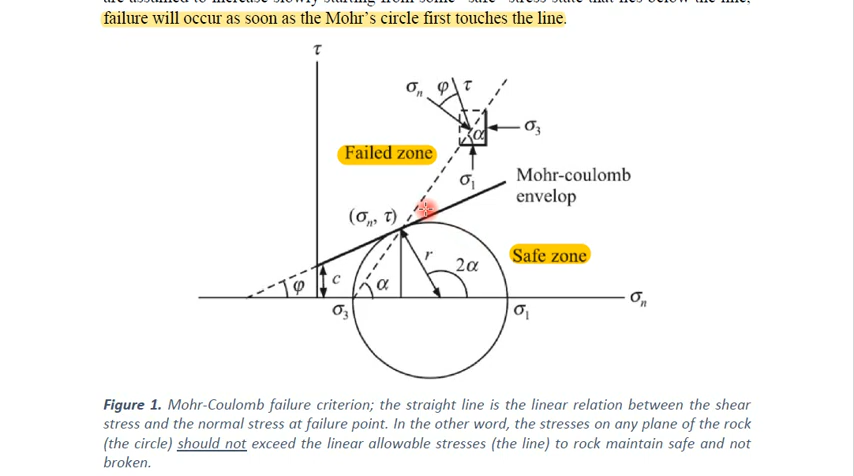 failure will occur as soon as the Mohr's circle first touches the line.
τ
σn φ τ
α
σ3
σ1
Failed zone
Mohr-coulomb
envelop
(σn, τ)
Safe zone
r
2α
φ
c
α
σ3
σ1
σn
Figure 1. Mohr-Coulomb failure criterion; the straight line is the linear relation between the shear
stress and the normal stress at failure point. In the other word, the stresses on any plane of the rock
(the circle) should not exceed the linear allowable stresses (the line) to rock maintain safe and not
broken.